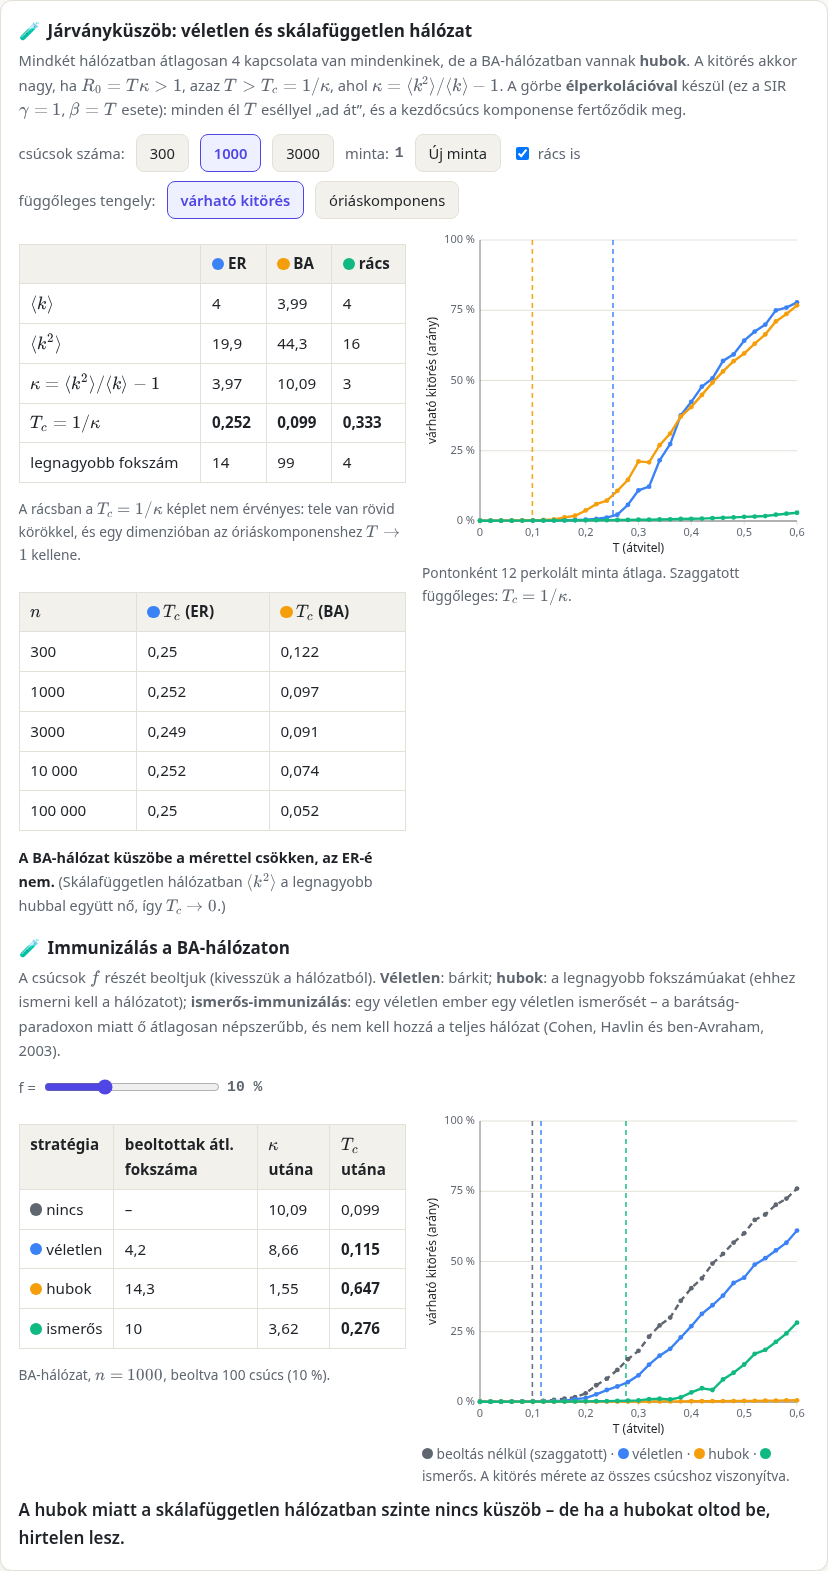 🧪 Járványküszöb: véletlen és skálafüggetlen hálózat
Mindkét hálózatban átlagosan 4 kapcsolata van mindenkinek, de a BA-hálózatban vannak hubok. A kitörés akkor
nagy, ha R₀ = Tκ > 1, azaz T > T_c = 1/κ, ahol κ = ⟨k²⟩/⟨k⟩ − 1. A görbe élperkolációval készül (ez a SIR
γ = 1, β = T esete): minden él T eséllyel „ad át”, és a kezdőcsúcs komponense fertőződik meg.
csúcsok száma: 300 1000 3000 minta: 1 Új minta rács is
függőleges tengely: várható kitörés óriáskomponens
ER BA rács
⟨k⟩ 4 3,99 4
⟨k²⟩ 19,9 44,3 16
κ = ⟨k²⟩/⟨k⟩ − 1 3,97 10,09 3
T_c = 1/κ 0,252 0,099 0,333
legnagyobb fokszám 14 99 4
A rácsban a T_c = 1/κ képlet nem érvényes: tele van rövid
körökkel, és egy dimenzióban az óriáskomponenshez T →
1 kellene.
100 %
75 %
50 %
25 %
0 %
várható kitörés (arány)
0 0,1 0,2 0,3 0,4 0,5 0,6
T (átvitel)
Pontonként 12 perkolált minta átlaga. Szaggatott
függőleges: T_c = 1/κ.
n T_c (ER) T_c (BA)
300 0,25 0,122
1000 0,252 0,097
3000 0,249 0,091
10 000 0,252 0,074
100 000 0,25 0,052
A BA-hálózat küszöbe a mérettel csökken, az ER-é
nem. (Skálafüggetlen hálózatban ⟨k²⟩ a legnagyobb
hubbal együtt nő, így T_c → 0.)
🧪 Immunizálás a BA-hálózaton
A csúcsok f részét beoltjuk (kivesszük a hálózatból). Véletlen: bárkit; hubok: a legnagyobb fokszámúakat (ehhez
ismerni kell a hálózatot); ismerős-immunizálás: egy véletlen ember egy véletlen ismerősét – a barátság-
paradoxon miatt ő átlagosan népszerűbb, és nem kell hozzá a teljes hálózat (Cohen, Havlin és ben-Avraham,
2003).
f = 10 %
stratégia beoltottak átl. fokszáma κ utána T_c utána
nincs – 10,09 0,099
véletlen 4,2 8,66 0,115
hubok 14,3 1,55 0,647
ismerős 10 3,62 0,276
BA-hálózat, n = 1000, beoltva 100 csúcs (10 %).
100 %
75 %
50 %
25 %
0 %
várható kitörés (arány)
0 0,1 0,2 0,3 0,4 0,5 0,6
T (átvitel)
beoltás nélkül (szaggatott) · véletlen · hubok ·
ismerős. A kitörés mérete az összes csúcshoz viszonyítva.
A hubok miatt a skálafüggetlen hálózatban szinte nincs küszöb – de ha a hubokat oltod be,
hirtelen lesz.